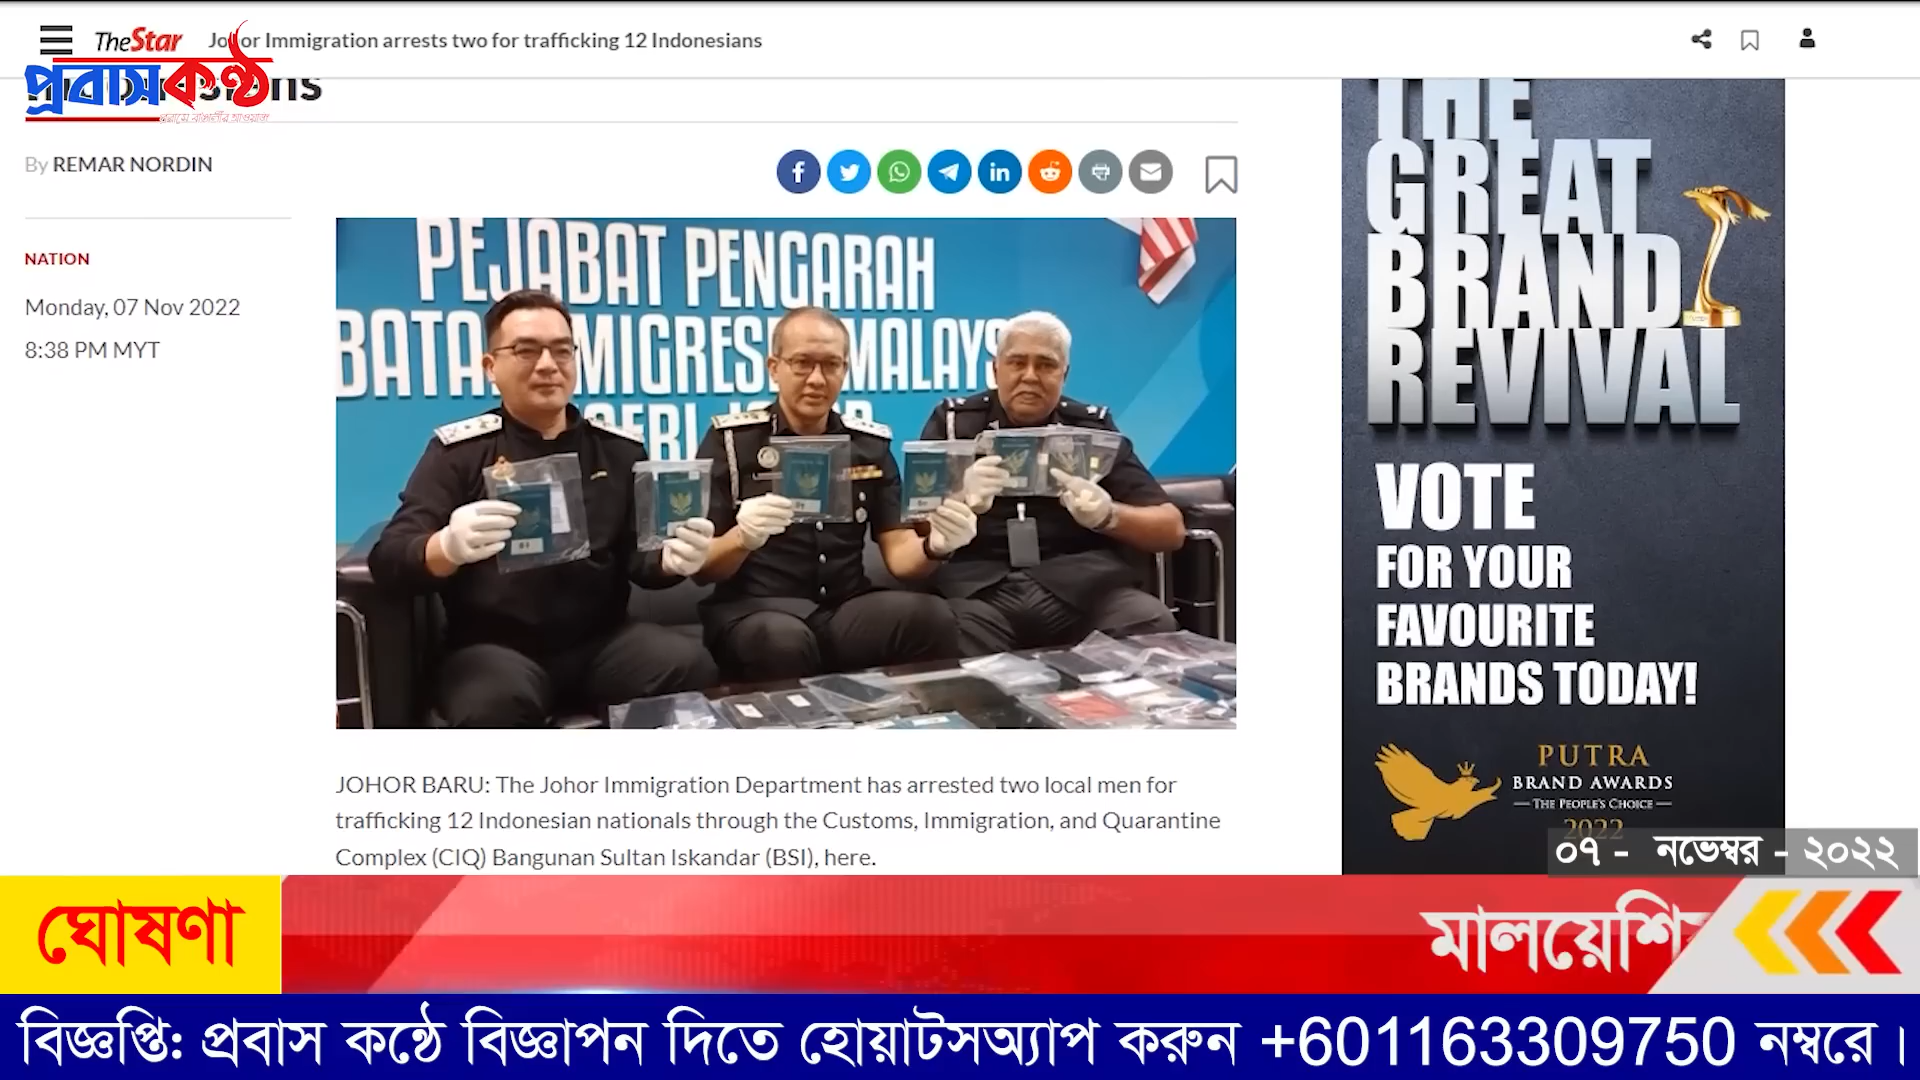 TheStar
Johor Immigration arrests two for trafficking 12 Indonesians
প্রবাস কণ্ঠ
By REMAR NORDIN
NATION
Monday, 07 Nov 2022
8:38 PM MYT
PEJABAT PENGARAH
THE
GREAT
BRAND
REVIVAL
VOTE
FOR YOUR
FAVOURITE
BRANDS TODAY!
PUTRA
BRAND AWARDS
THE PEOPLE'S CHOICE
2022
JOHOR BARU: The Johor Immigration Department has arrested two local men for
trafficking 12 Indonesian nationals through the Customs, Immigration, and Quarantine
Complex (CIQ) Bangunan Sultan Iskandar (BSI), here.
০৭ - নভেম্বর - ২০২২
ঘোষণা
মালয়েশি
বিজ্ঞপ্তি: প্রবাস কন্ঠে বিজ্ঞাপন দিতে হোয়াটসঅ্যাপ করুন +601163309750 নম্বরে।